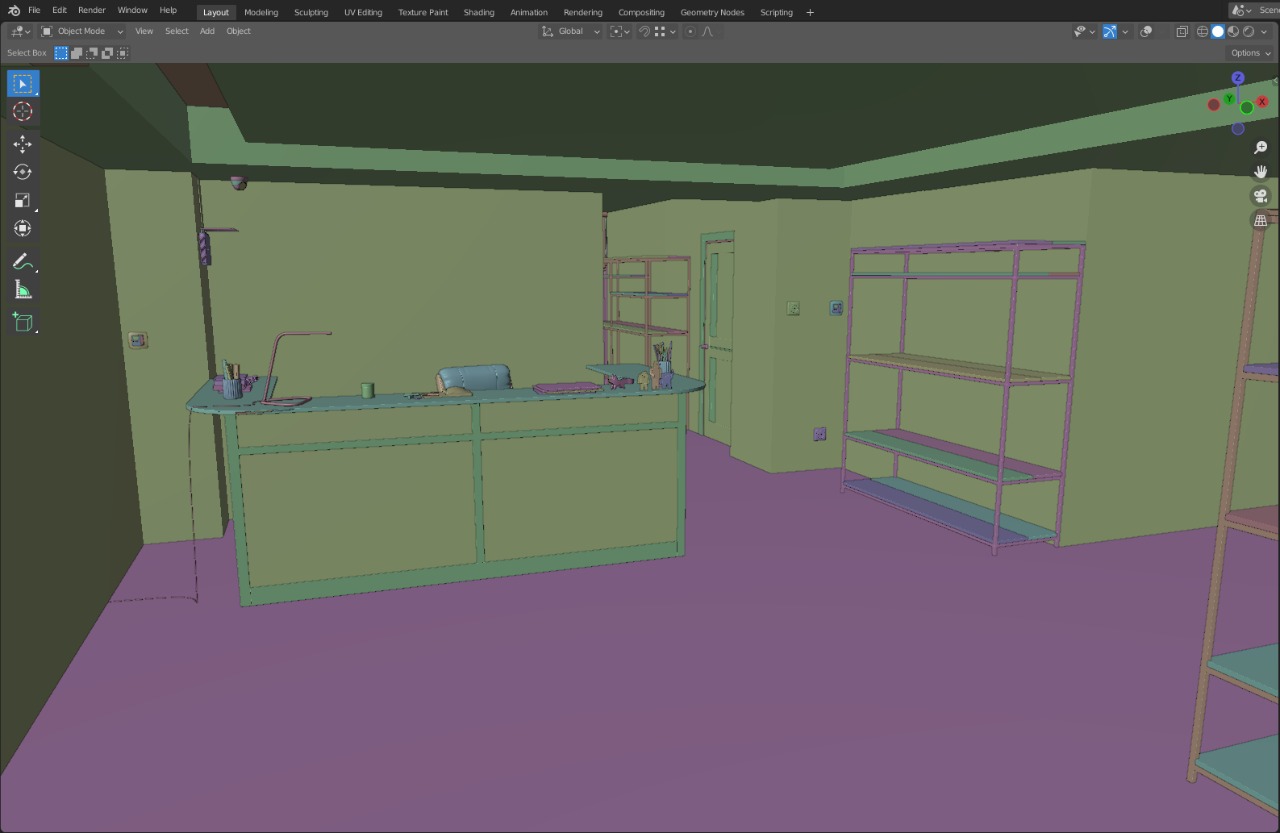 File Edit Render Window Help Layout Modeling Sculpting UV Editing Texture Paint Shading Animation Rendering Compositing Geometry Nodes Scripting + Scen
Object Mode View Select Add Object Global
Select Box Options
Z
Y X